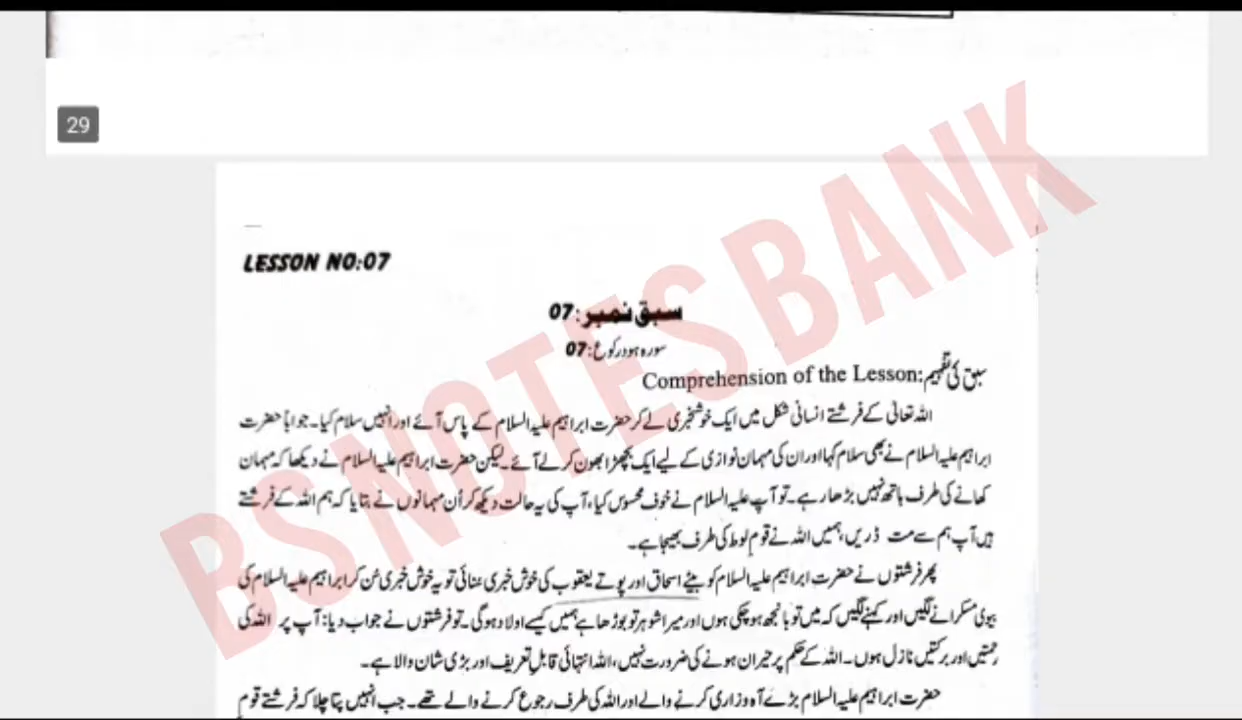 29
LESSON NO:07
سبق نمبر:07
سورہ ہود رکوع:07
سبق کی تفہیم:Comprehension of the Lesson
اللہ تعالیٰ کے فرشتے انسانی شکل میں ایک خوشخبری لے کر حضرت ابراہیم علیہ السلام کے پاس آئے اور انہیں سلام کیا۔ جواباً حضرت
ابراہیم علیہ السلام نے بھی سلام کہا اور ان کی مہمان نوازی کے لیے ایک بچھڑا بھون کر لے آئے۔ لیکن حضرت ابراہیم علیہ السلام نے دیکھا کہ مہمان
کھانے کی طرف ہاتھ نہیں بڑھا رہے۔ تو آپ علیہ السلام نے خوف محسوس کیا، آپ کی یہ حالت دیکھ کر اُن مہمانوں نے بتایا کہ ہم اللہ کے فرشتے
ہیں آپ ہم سے مت ڈریں، ہمیں اللہ نے قوم لوط کی طرف بھیجا ہے۔
پھر فرشتوں نے حضرت ابراہیم علیہ السلام کو بیٹے اسحاق اور پوتے یعقوب کی خوش خبری سنائی تو یہ خوش خبری سُن کر ابراہیم علیہ السلام کی
بیوی مسکرانے لگیں اور کہنے لگیں کہ میں تو بانجھ ہو چکی ہوں اور میرا شوہر تو بوڑھا ہے ہمیں کیسے اولاد ہوگی۔ تو فرشتوں نے جواب دیا: آپ پر اللہ کی
رحمتیں اور برکتیں نازل ہوں۔ اللہ کے حکم پر حیران ہونے کی ضرورت نہیں، اللہ انتہائی قابلِ تعریف اور بڑی شان والا ہے۔
حضرت ابراہیم علیہ السلام بڑے آہ وزاری کرنے والے اور اللہ کی طرف رجوع کرنے والے تھے۔ جب انہیں پتا چلا کہ فرشتے قوم
BSNOTES BANK